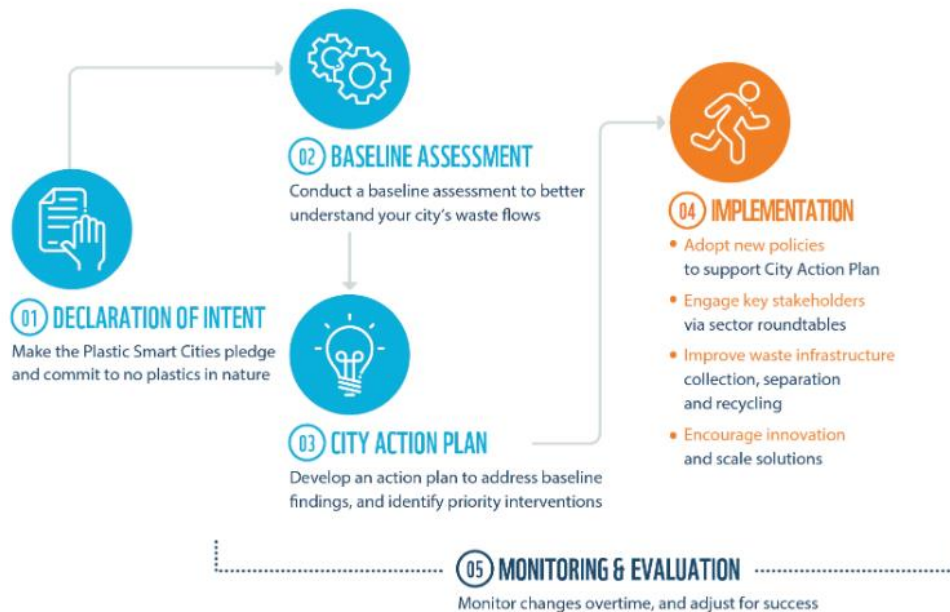 01 DECLARATION OF INTENT
Make the Plastic Smart Cities pledge
and commit to no plastics in nature
02 BASELINE ASSESSMENT
Conduct a baseline assessment to better
understand your city's waste flows
03 CITY ACTION PLAN
Develop an action plan to address baseline
findings, and identify priority interventions
04 IMPLEMENTATION
• Adopt new policies
to support City Action Plan
• Engage key stakeholders
via sector roundtables
• Improve waste infrastructure
collection, separation
and recycling
• Encourage innovation
and scale solutions
05 MONITORING & EVALUATION
Monitor changes overtime, and adjust for success